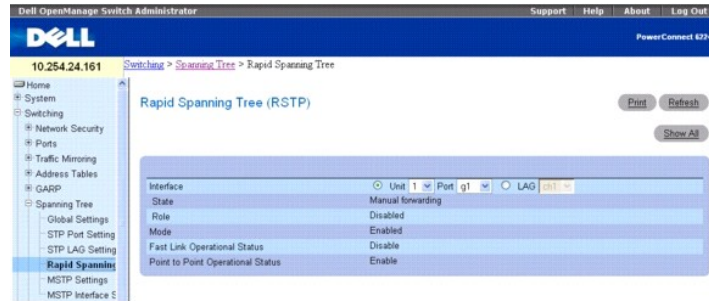 Dell OpenManage Switch Administrator
Support Help About Log Out
DELL
PowerConnect 622
10.254.24.161
Switching > Spanning Tree > Rapid Spanning Tree
Home
System
Switching
Network Security
Ports
Traffic Mirroring
Address Tables
GARP
Spanning Tree
Global Settings
STP Port Setting
STP LAG Setting
Rapid Spanning
MSTP Settings
MSTP Interface S
Rapid Spanning Tree (RSTP)
Print Refresh
Show All
Interface Unit 1 Port g1 LAG ch1
State Manual forwarding
Role Disabled
Mode Enabled
Fast Link Operational Status Disable
Point to Point Operational Status Enable